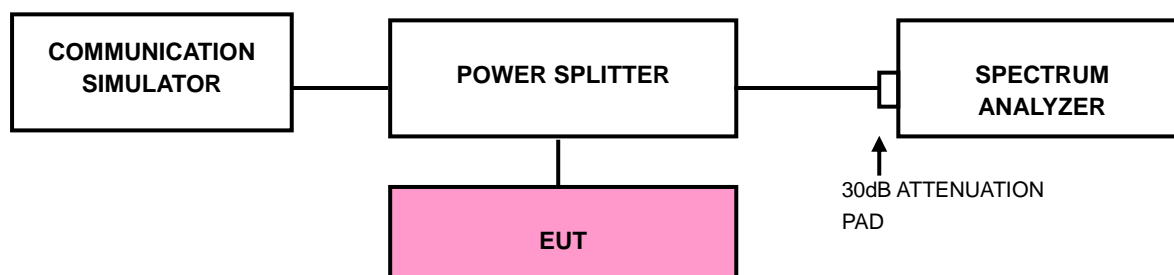 COMMUNICATION
SIMULATOR
POWER SPLITTER
SPECTRUM
ANALYZER
30dB ATTENUATION
PAD
EUT